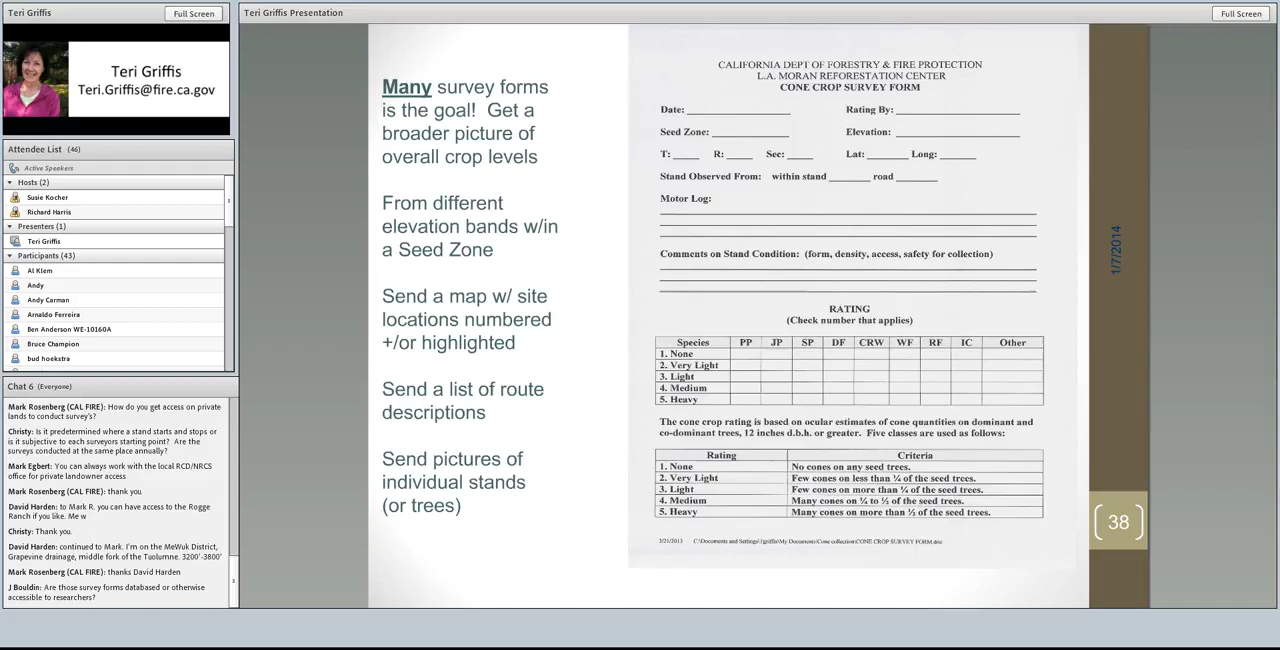 Teri Griffis
Full Screen
Teri Griffis
Teri.Griffis@fire.ca.gov
Attendee List (46)
Active Speakers
Hosts (2)
Susie Kocher
Richard Harris
Presenters (1)
Teri Griffis
Participants (43)
Al Klem
Andy
Andy Carman
Arnaldo Ferreira
Ben Anderson WE-10160A
Bruce Champion
bud hoekstra
Chat 6 (Everyone)
Mark Rosenberg (CAL FIRE): How do you get access on private
lands to conduct survey's?
Christy: Is it predetermined where a stand starts and stops or
is it subjective to each surveyors starting point? Are the
surveys conducted at the same place annually?
Mark Egbert: You can always work with the local RCD/NRCS
office for private landowner access
Mark Rosenberg (CAL FIRE): thank you.
David Harden: to Mark R. you can have access to the Rogge
Ranch if you like. Me w
Christy: Thank you.
David Harden: continued to Mark. I'm on the MeWuk District,
Grapevine drainage, middle fork of the Tuolumne. 3200'-3800'
Mark Rosenberg (CAL FIRE): thanks David Harden
J Bouldin: Are those survey forms databased or otherwise
accessible to researchers?
Teri Griffis Presentation
Full Screen
Many survey forms
is the goal! Get a
broader picture of
overall crop levels
From different
elevation bands w/in
a Seed Zone
Send a map w/ site
locations numbered
+/or highlighted
Send a list of route
descriptions
Send pictures of
individual stands
(or trees)
CALIFORNIA DEPT OF FORESTRY & FIRE PROTECTION
L.A. MORAN REFORESTATION CENTER
CONE CROP SURVEY FORM
Date: Rating By:
Seed Zone: Elevation:
T: R: Sec: Lat: Long:
Stand Observed From: within stand road
Motor Log:
Comments on Stand Condition: (form, density, access, safety for collection)
RATING
(Check number that applies)
Species PP JP SP DF CRW WF RF IC Other
1. None
2. Very Light
3. Light
4. Medium
5. Heavy
The cone crop rating is based on ocular estimates of cone quantities on dominant and
co-dominant trees, 12 inches d.b.h. or greater. Five classes are used as follows:
Rating Criteria
1. None No cones on any seed trees.
2. Very Light Few cones on less than ¼ of the seed trees.
3. Light Few cones on more than ¼ of the seed trees.
4. Medium Many cones on ¼ to ½ of the seed trees.
5. Heavy Many cones on more than ½ of the seed trees.
3/21/2013 C:\Documents and Settings\Tgriffis\My Documents\Cone collection\CONE CROP SURVEY FORM.doc
1/7/2014
38